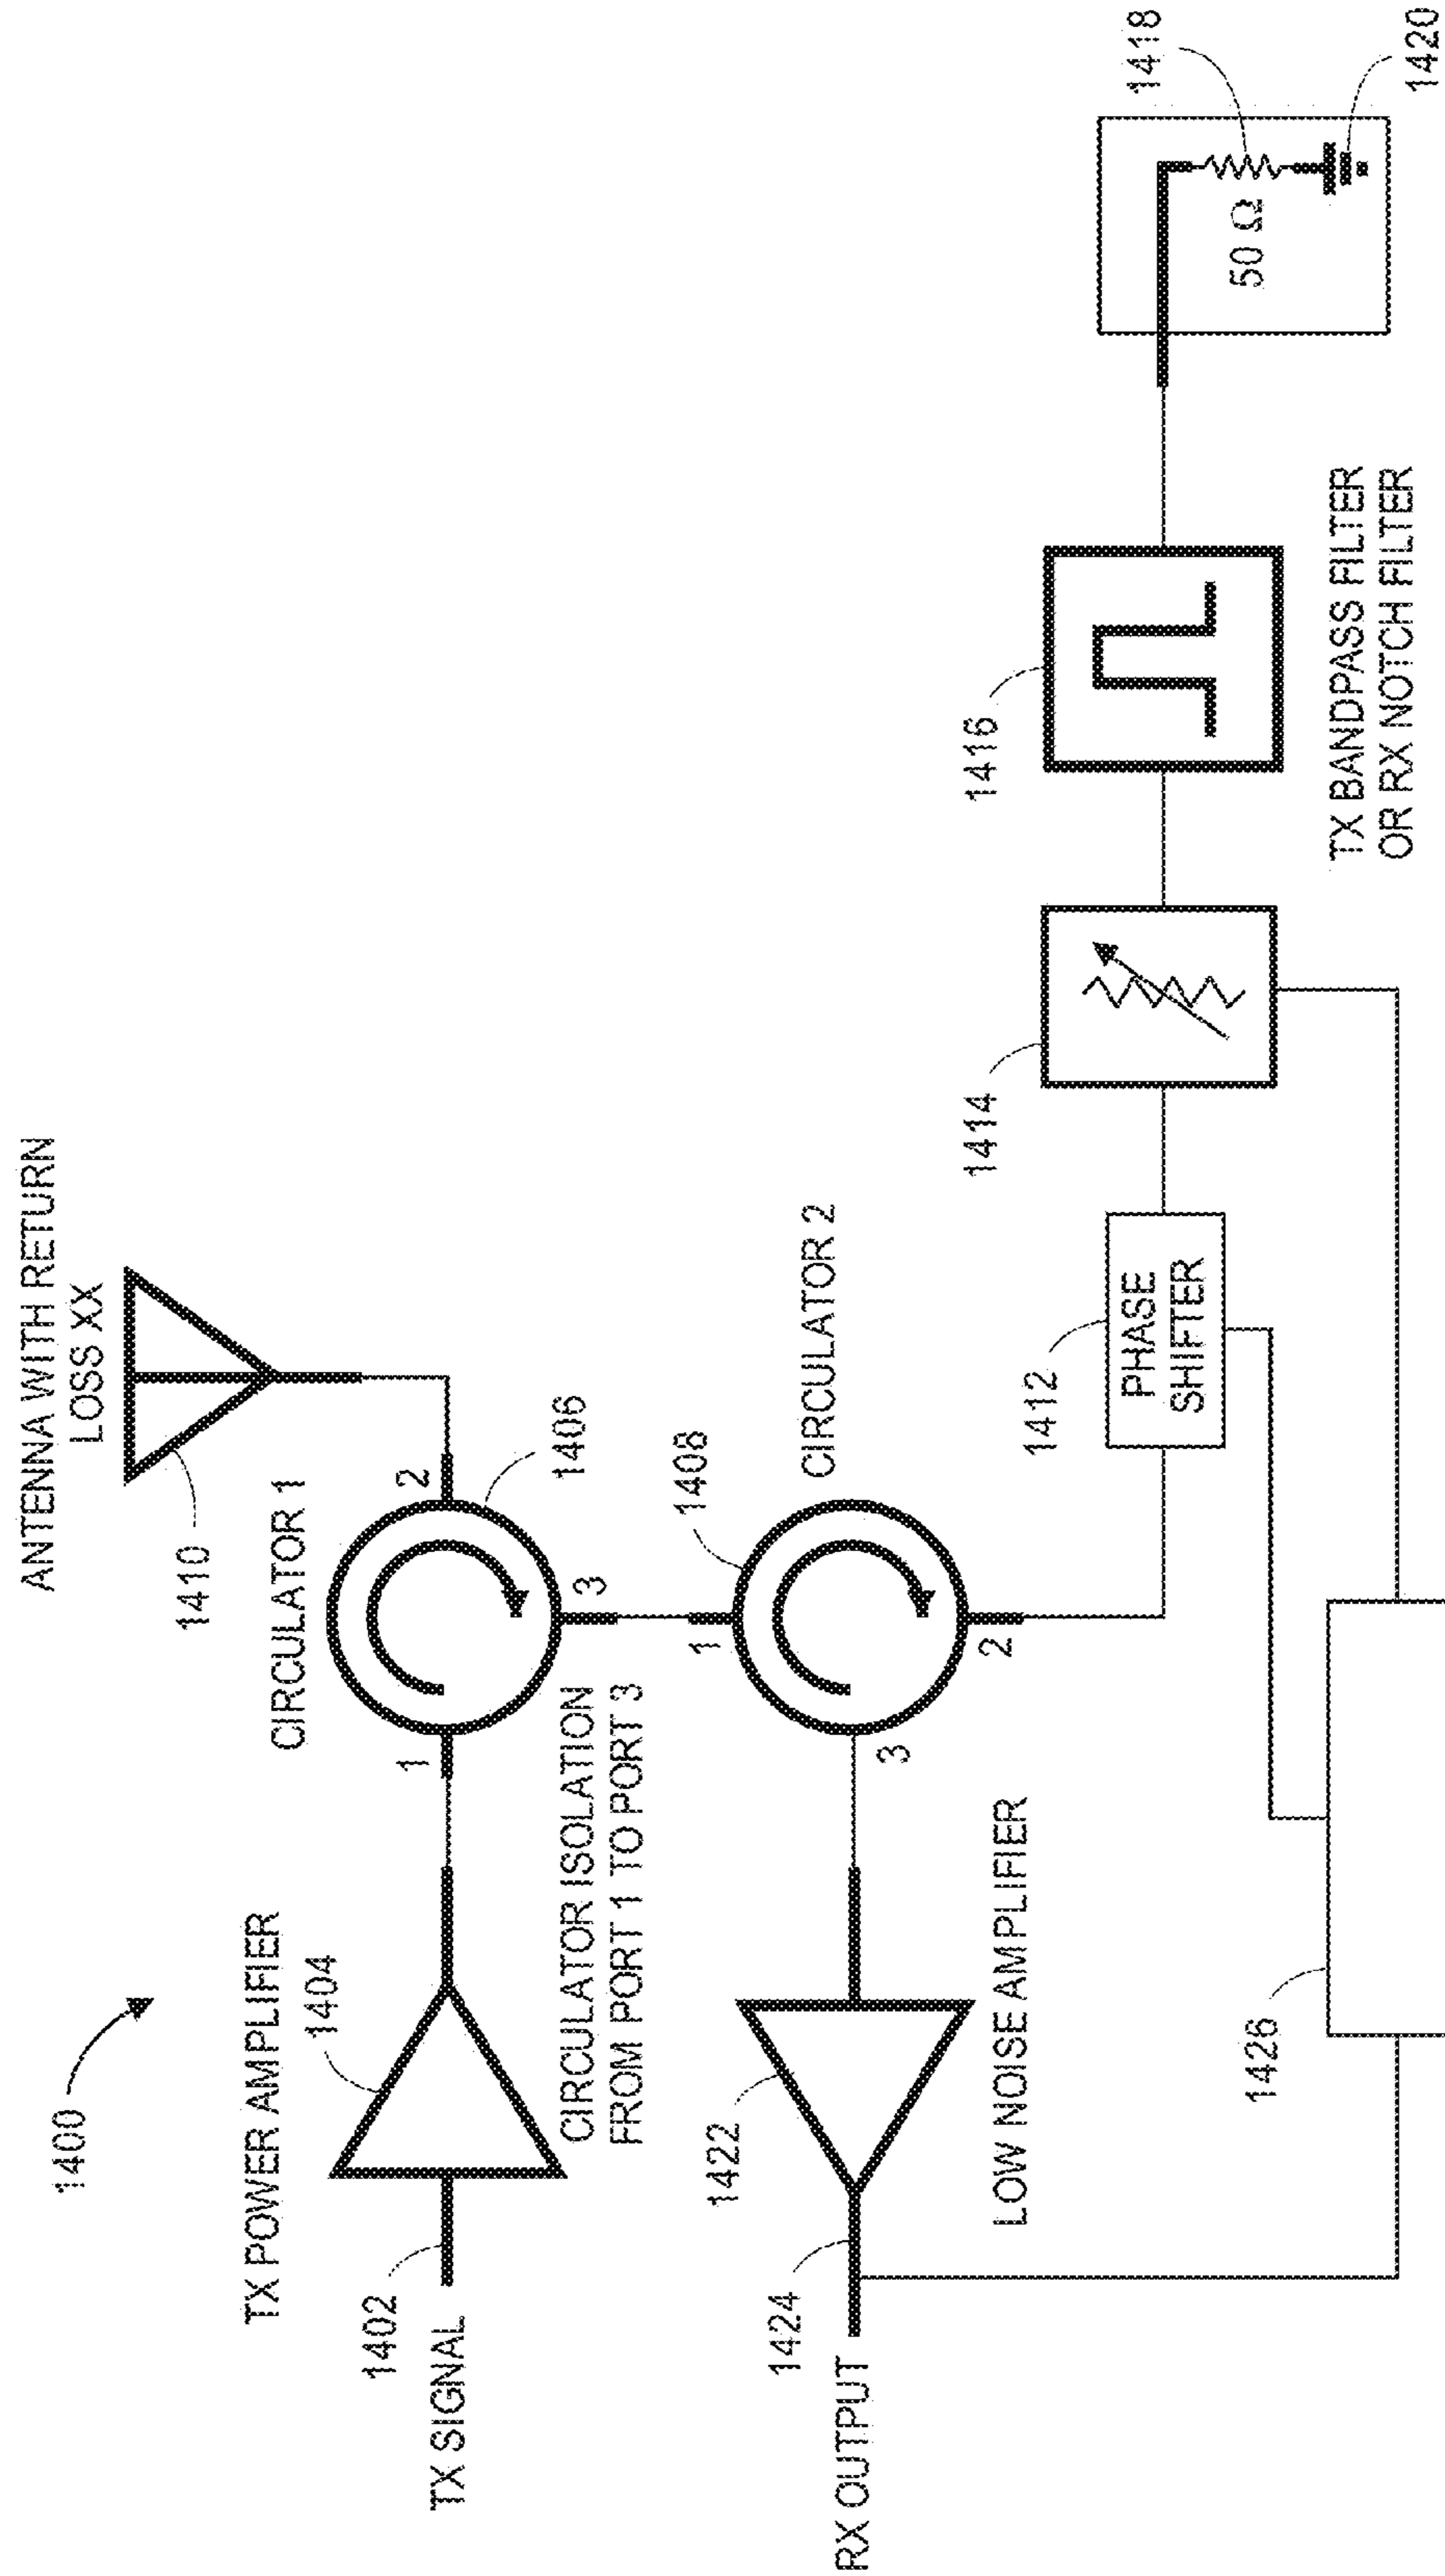 1400
ANTENNA WITH RETURN
LOSS XX
1410
TX POWER AMPLIFIER
1404
CIRCULATOR 1
2
1406
1402
TX SIGNAL
1
3
CIRCULATOR ISOLATION
FROM PORT 1 TO PORT 3
1408
CIRCULATOR 2
1
1422
1424
RX OUTPUT
3
2
LOW NOISE AMPLIFIER
1412
PHASE
SHIFTER
1414
1416
1418
50 Ω
1420
TX BANDPASS FILTER
OR RX NOTCH FILTER
1426